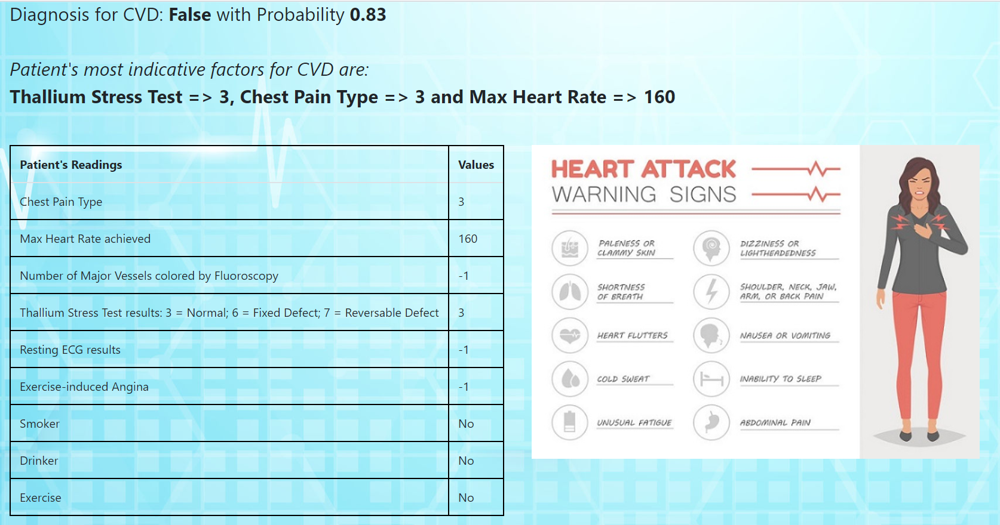 Diagnosis for CVD: False with Probability 0.83
Patient's most indicative factors for CVD are:
Thallium Stress Test => 3, Chest Pain Type => 3 and Max Heart Rate => 160
Patient's Readings Values
Chest Pain Type 3
Max Heart Rate achieved 160
Number of Major Vessels colored by Fluoroscopy -1
Thallium Stress Test results: 3 = Normal; 6 = Fixed Defect; 7 = Reversable Defect 3
Resting ECG results -1
Exercise-induced Angina -1
Smoker No
Drinker No
Exercise No
HEART ATTACK
WARNING SIGNS
PALENESS OR
CLAMMY SKIN
DIZZINESS OR
LIGHTHEADEDNESS
SHORTNESS
OF BREATH
SHOULDER, NECK, JAW,
ARM, OR BACK PAIN
HEART FLUTTERS
NAUSEA OR VOMITING
COLD SWEAT
INABILITY TO SLEEP
UNUSUAL FATIGUE
ABDOMINAL PAIN